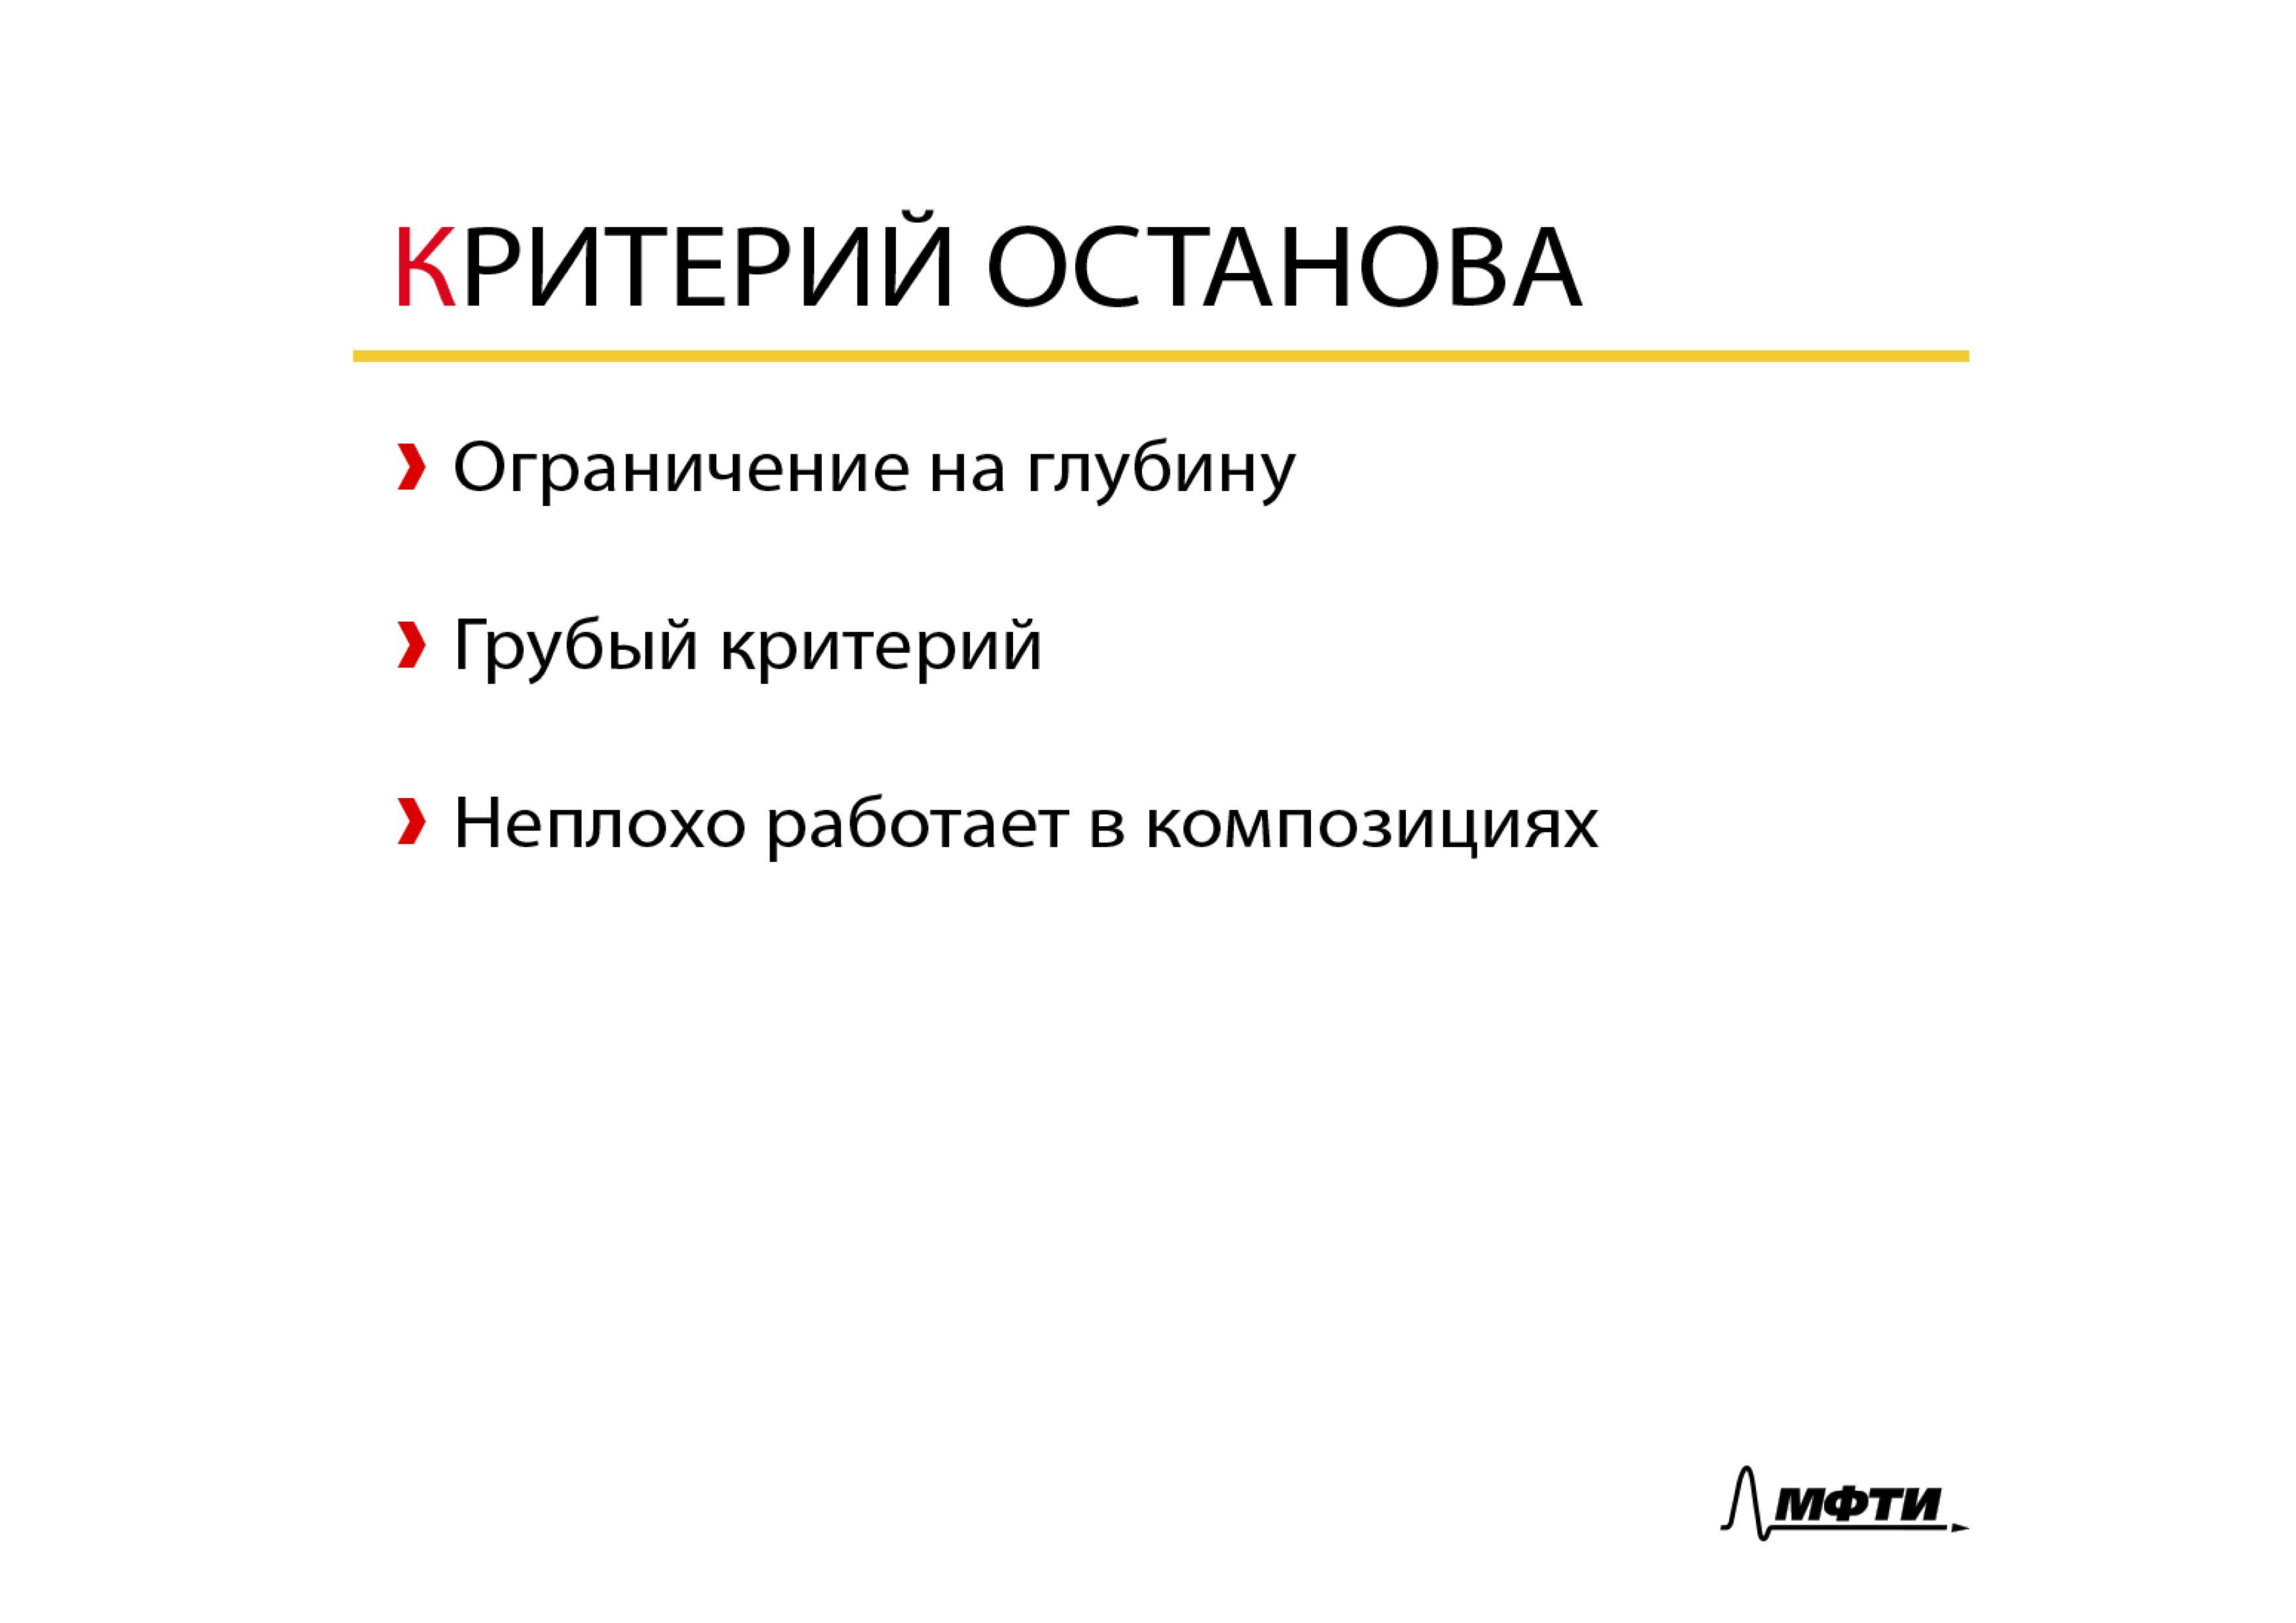 КРИТЕРИЙ ОСТАНОВА
Ограничение на глубину
Грубый критерий
Неплохо работает в композициях
МФТИ